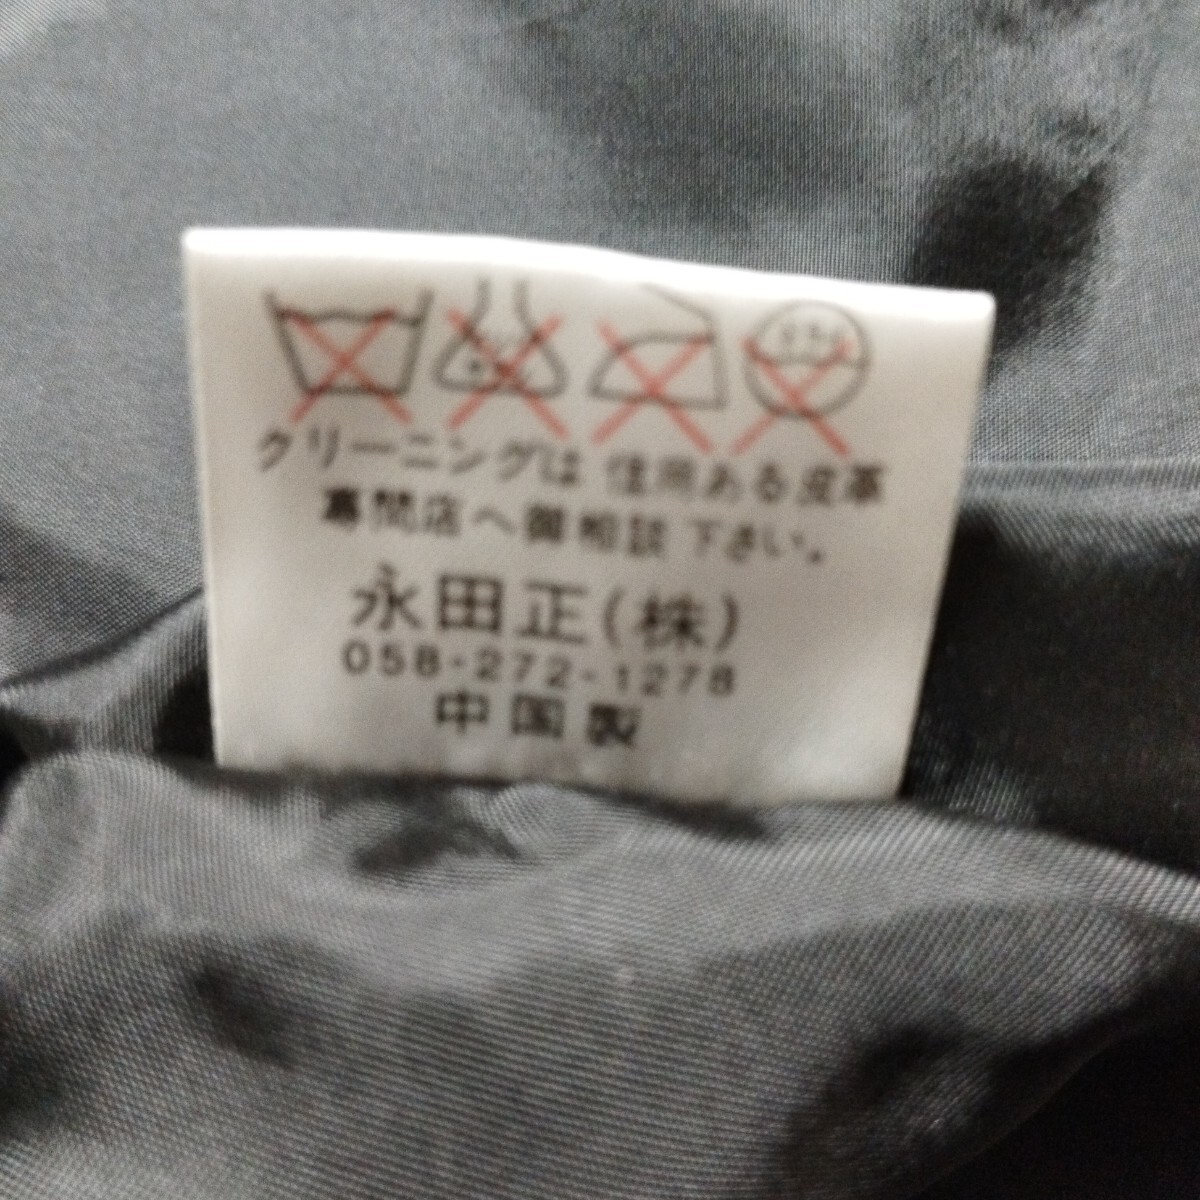 クリーニングは 信用ある皮革
専門店へ御相談下さい。
永田正(株)
058-272-1278
中国製